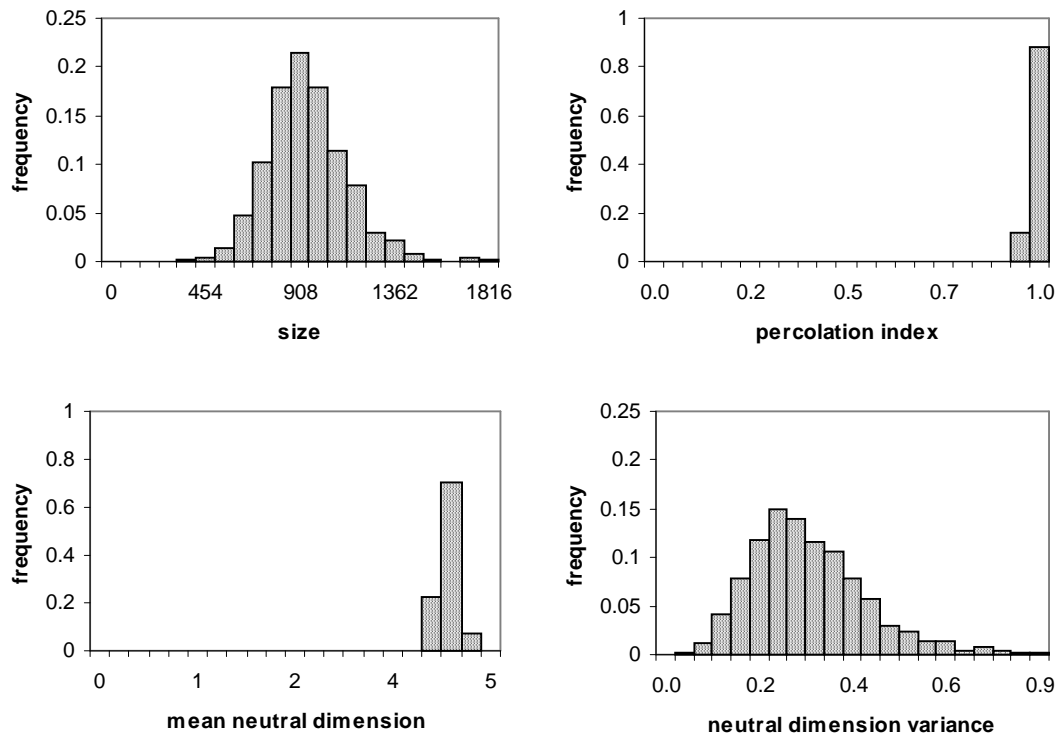 0.25
0.2
0.15
0.1
0.05
0
frequency
0 454 908 1362 1816
size
1
0.8
0.6
0.4
0.2
0
frequency
0.0 0.2 0.5 0.7 1.0
percolation index
1
0.8
0.6
0.4
0.2
0
frequency
0 1 2 4 5
mean neutral dimension
0.25
0.2
0.15
0.1
0.05
0
frequency
0.0 0.2 0.4 0.6 0.9
neutral dimension variance